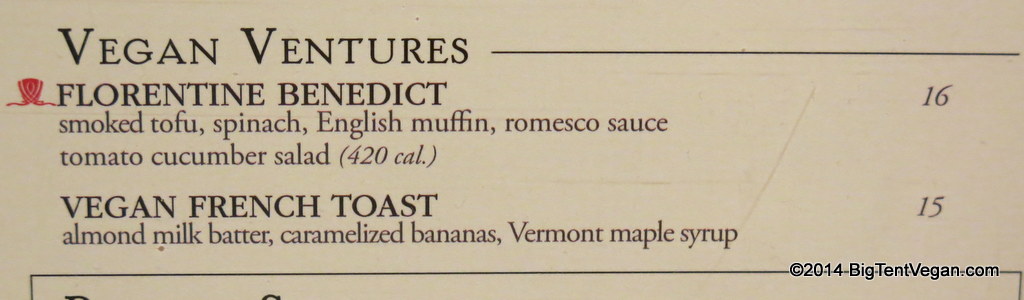 VEGAN VENTURES
FLORENTINE BENEDICT 16
smoked tofu, spinach, English muffin, romesco sauce
tomato cucumber salad (420 cal.)
VEGAN FRENCH TOAST 15
almond milk batter, caramelized bananas, Vermont maple syrup
©2014 BigTentVegan.com